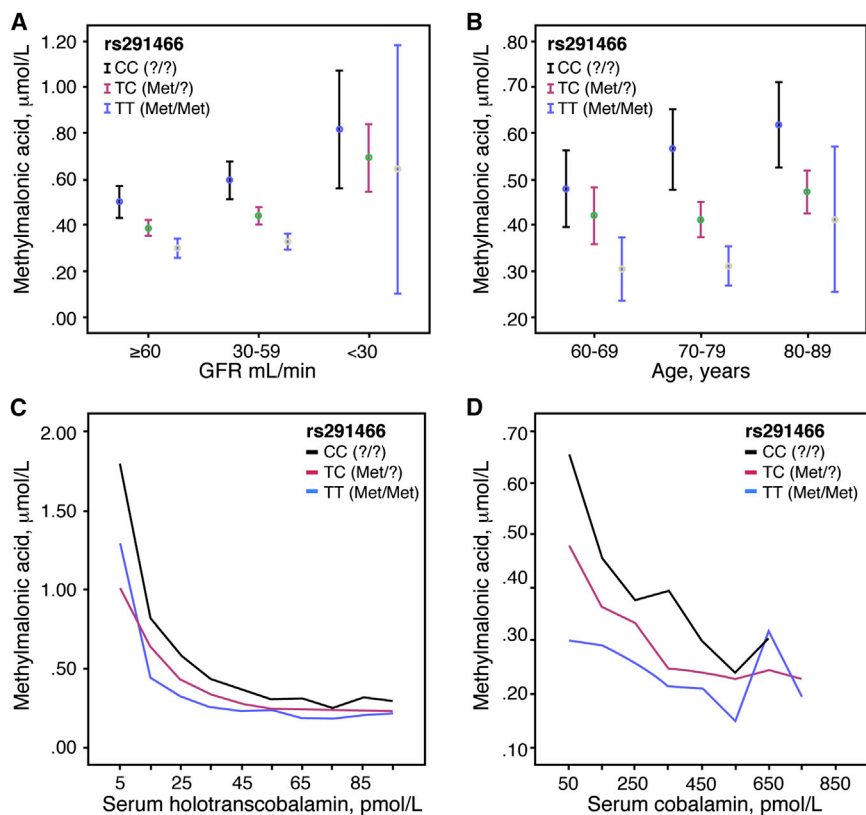 A
Methylmalonic acid, μmol/L
1.20
1.00
.80
.60
.40
.20
.00
rs291466
CC (?/?)
TC (Met/?)
TT (Met/Met)
≥60
30-59
<30
GFR mL/min
B
Methylmalonic acid, μmol/L
.80
.70
.60
.50
.40
.30
.20
rs291466
CC (?/?)
TC (Met/?)
TT (Met/Met)
60-69
70-79
80-89
Age, years
C
Methylmalonic acid, μmol/L
2.00
1.50
1.00
.50
.00
rs291466
CC (?/?)
TC (Met/?)
TT (Met/Met)
5
25
45
65
85
Serum holotranscobalamin, pmol/L
D
Methylmalonic acid, μmol/L
.70
.60
.50
.40
.30
.20
.10
rs291466
CC (?/?)
TC (Met/?)
TT (Met/Met)
50
250
450
650
850
Serum cobalamin, pmol/L